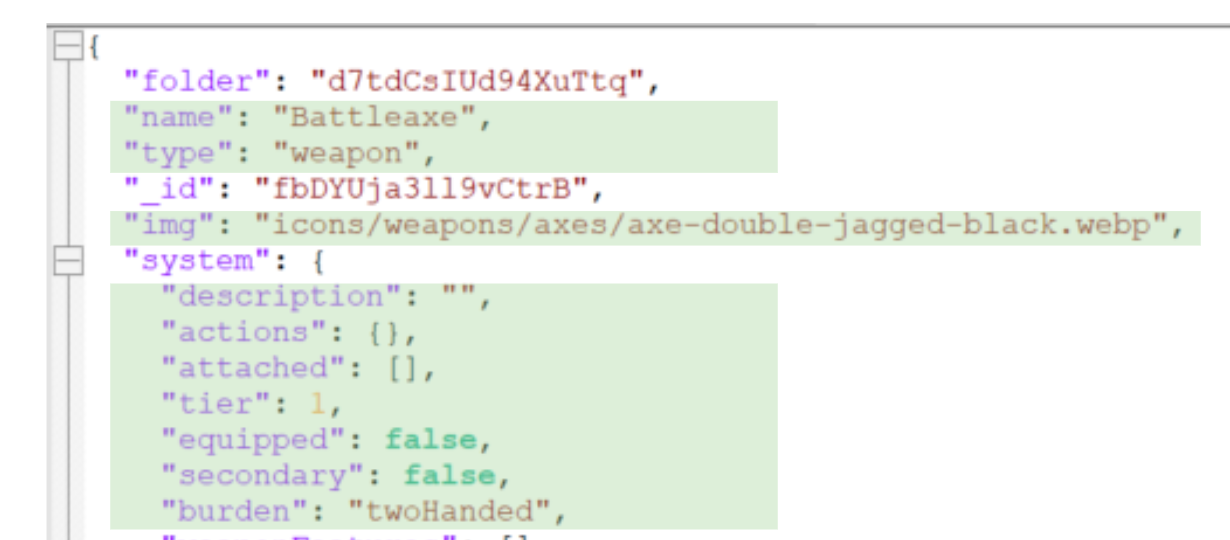 {
"folder": "d7tdCsIUd94XuTtq",
"name": "Battleaxe",
"type": "weapon",
"_id": "fbDYUja3ll9vCtrB",
"img": "icons/weapons/axes/axe-double-jagged-black.webp",
"system": {
"description": "",
"actions": {},
"attached": [],
"tier": 1,
"equipped": false,
"secondary": false,
"burden": "twoHanded",